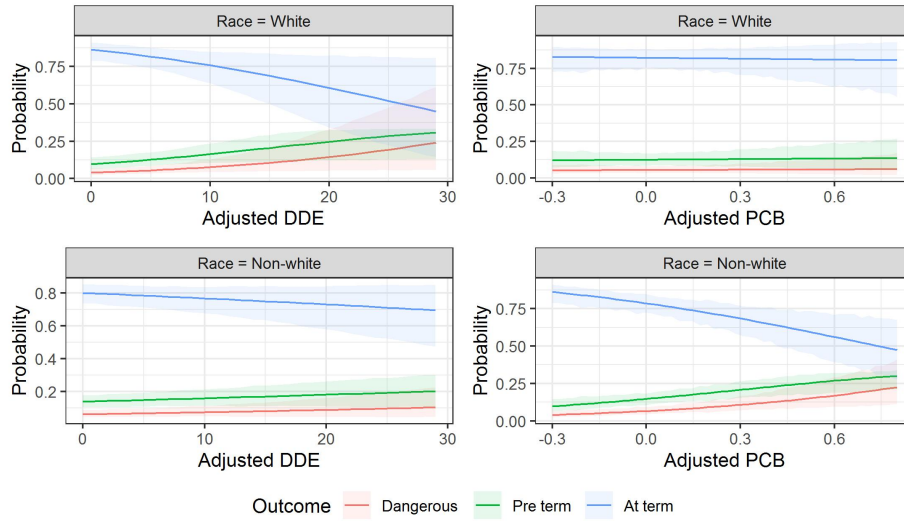 Race = White
Race = White
Probability
0.75
0.50
0.25
0.00
0
10
20
30
Adjusted DDE
Probability
0.75
0.50
0.25
0.00
-0.3
0.0
0.3
0.6
Adjusted PCB
Race = Non-white
Race = Non-white
Probability
0.8
0.6
0.4
0.2
0
10
20
30
Adjusted DDE
Probability
0.75
0.50
0.25
0.00
-0.3
0.0
0.3
0.6
Adjusted PCB
Outcome Dangerous Pre term At term